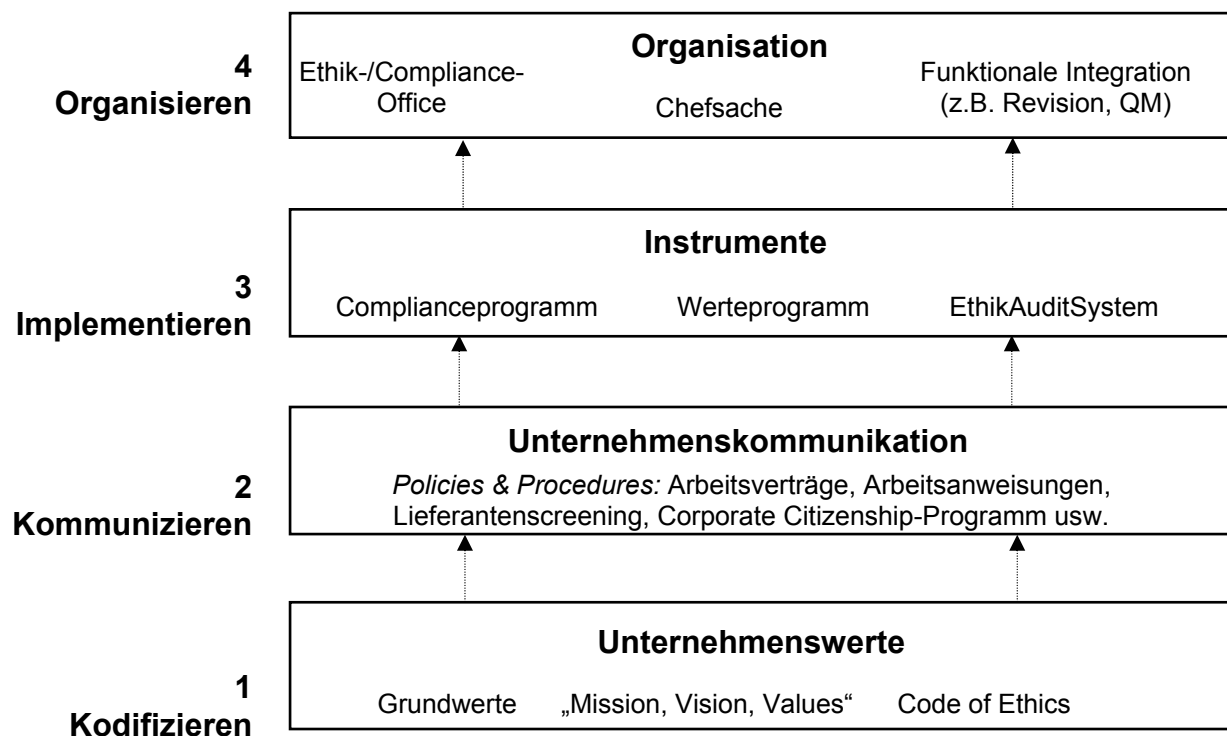 4
Organisieren
Organisation
Ethik-/Compliance-
Office
Chefsache
Funktionale Integration
(z.B. Revision, QM)
3
Implementieren
Instrumente
Complianceprogramm
Werteprogramm
EthikAuditSystem
2
Kommunizieren
Unternehmenskommunikation
Policies & Procedures: Arbeitsverträge, Arbeitsanweisungen,
Lieferantenscreening, Corporate Citizenship-Programm usw.
1
Kodifizieren
Unternehmenswerte
Grundwerte
„Mission, Vision, Values“
Code of Ethics